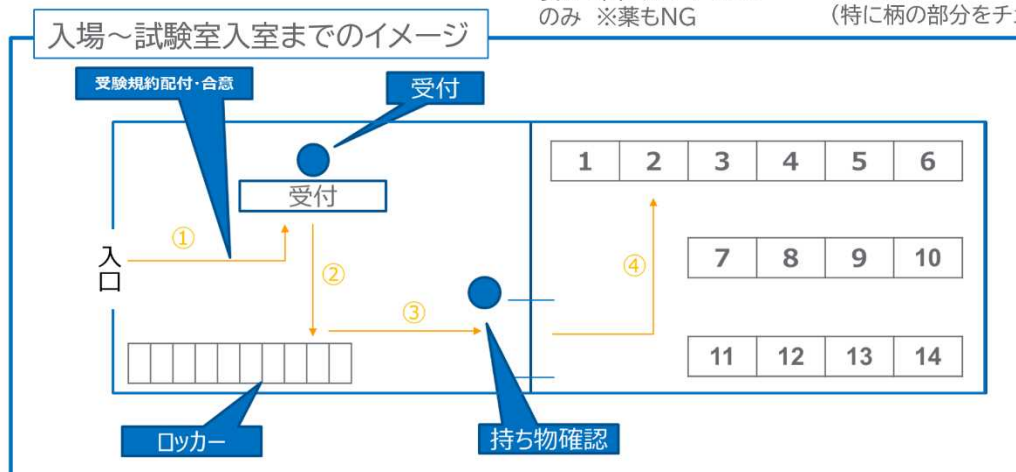 のみ ※薬もNG
(特に柄の部分をチ
入場～試験室入室までのイメージ
受験規約配付・合意
受付
受付
入口
①
②
③
④
1 2 3 4 5 6
7 8 9 10
11 12 13 14
ロッカー
持ち物確認